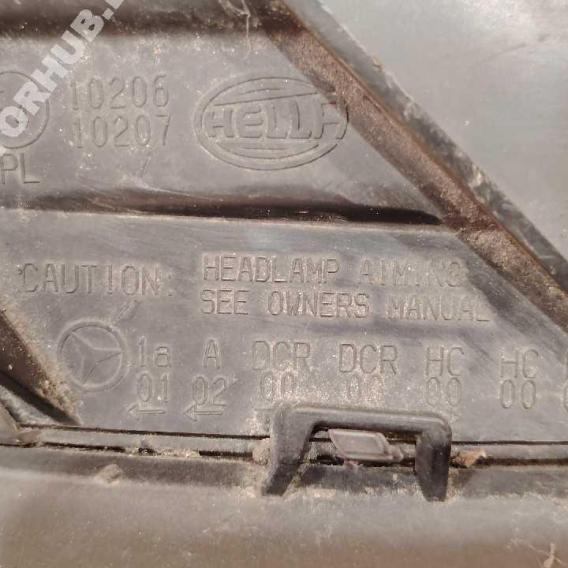 10206
HELLA
10207
PL
CAUTION: HEADLAMP AIMING
SEE OWNERS MANUAL
1a A DCR DCR HC HC
01 02 00 00 00 00